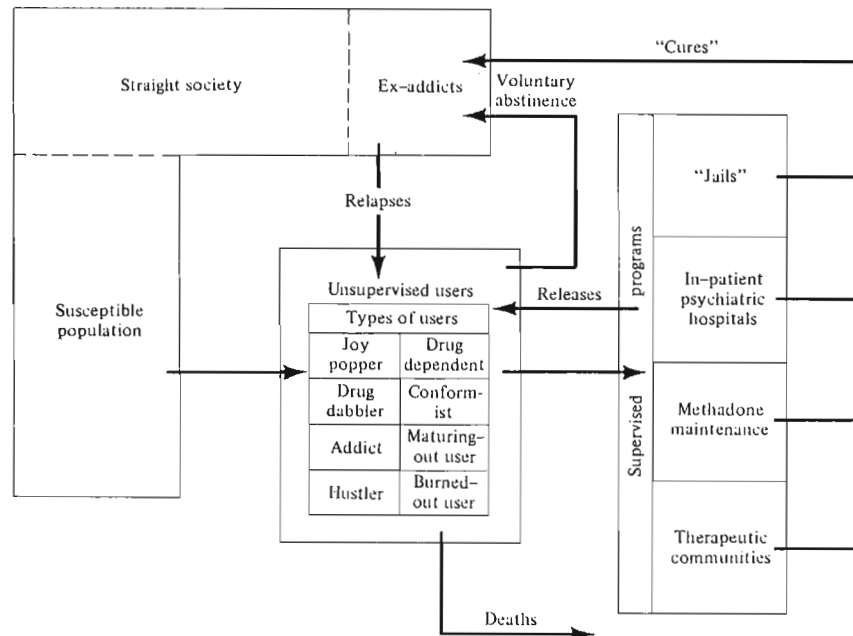 "Cures"
Straight society
Ex-addicts
Voluntary
abstinence
"Jails"
Relapses
programs
In-patient
psychiatric
hospitals
Unsupervised users
Releases
Susceptible
population
Types of users
Joy
popper
Drug
dependent
Drug
dabbler
Conform-
ist
Methadone
maintenance
Supervised
Addict
Maturing-
out user
Hustler
Burned-
out user
Therapeutic
communities
Deaths